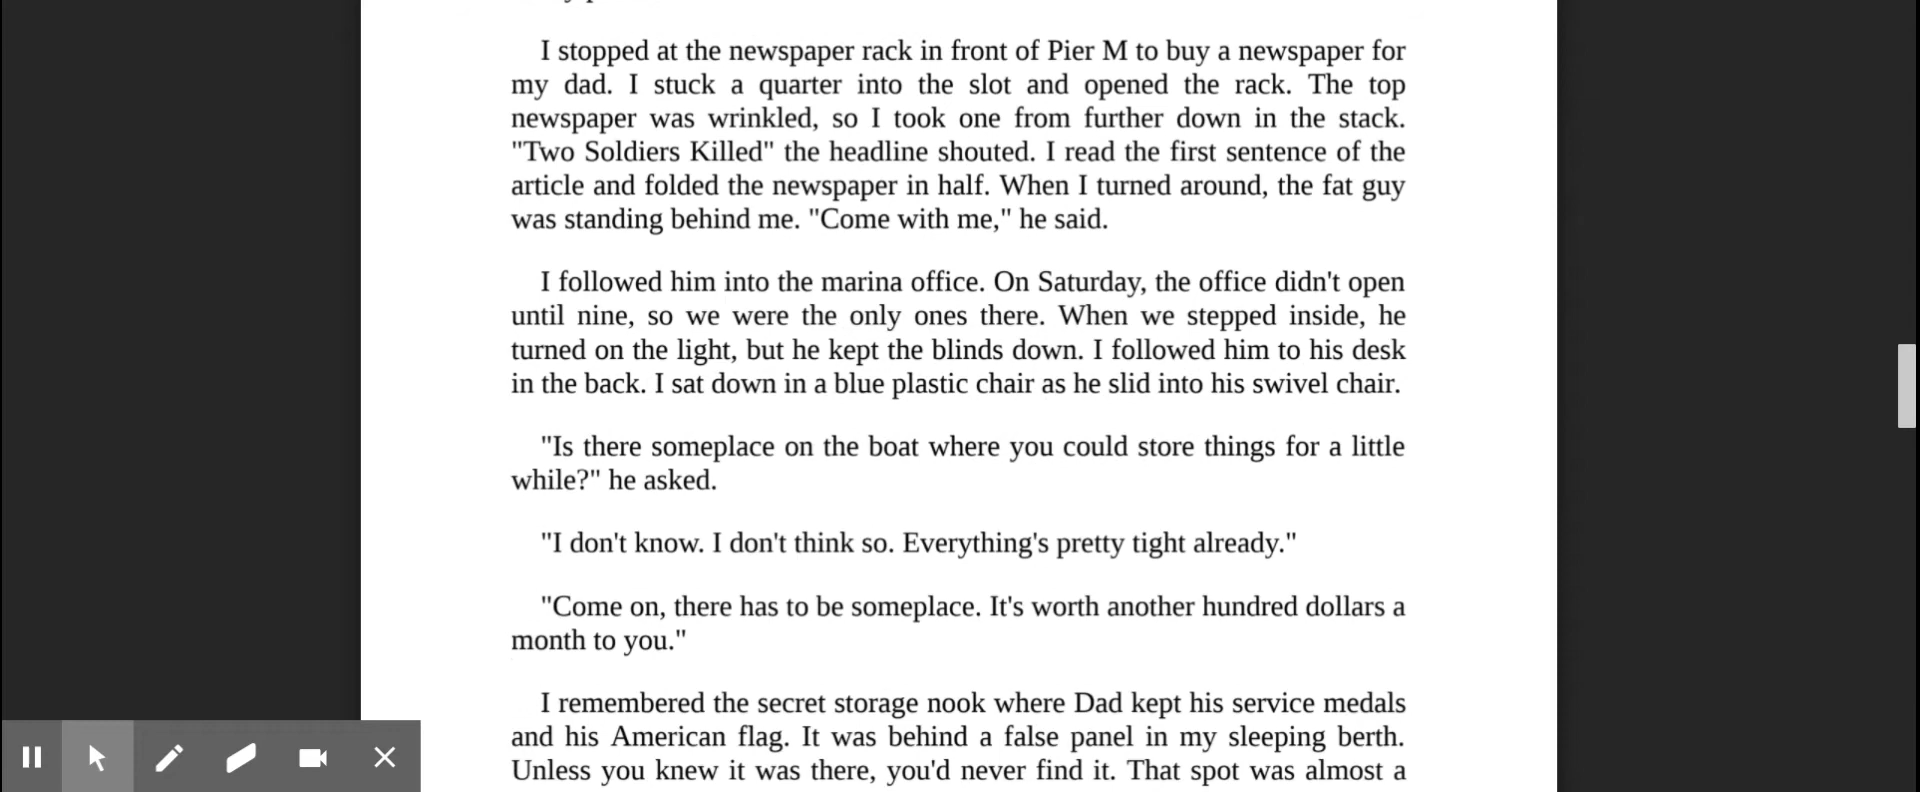 I stopped at the newspaper rack in front of Pier M to buy a newspaper for
my dad. I stuck a quarter into the slot and opened the rack. The top
newspaper was wrinkled, so I took one from further down in the stack.
"Two Soldiers Killed" the headline shouted. I read the first sentence of the
article and folded the newspaper in half. When I turned around, the fat guy
was standing behind me. "Come with me," he said.
I followed him into the marina office. On Saturday, the office didn't open
until nine, so we were the only ones there. When we stepped inside, he
turned on the light, but he kept the blinds down. I followed him to his desk
in the back. I sat down in a blue plastic chair as he slid into his swivel chair.
"Is there someplace on the boat where you could store things for a little
while?" he asked.
"I don't know. I don't think so. Everything's pretty tight already."
"Come on, there has to be someplace. It's worth another hundred dollars a
month to you."
I remembered the secret storage nook where Dad kept his service medals
and his American flag. It was behind a false panel in my sleeping berth.
Unless you knew it was there, you'd never find it. That spot was almost a